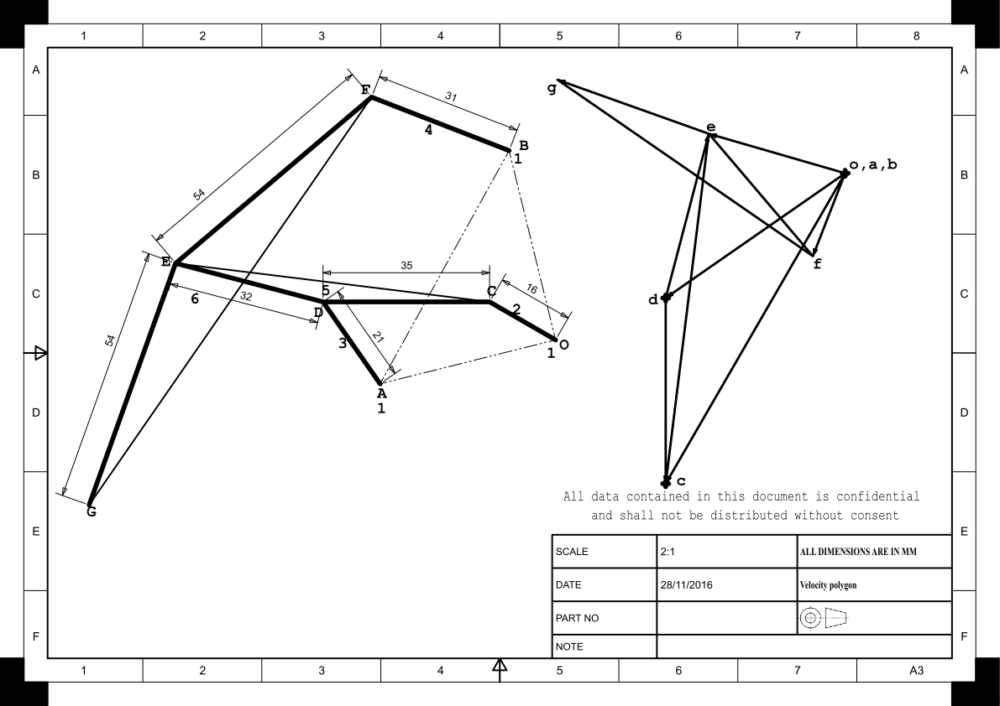 1 2 3 4 5 6 7 8
A A
B B
C C
D D
E E
F F
1 2 3 4 5 6 7 A3
F
31
4
B
1
54
E
6
32
54
35
5
D
C
16
2
21
3
O
1
A
1
G
g
e
o,a,b
f
d
c
All data contained in this document is confidential
and shall not be distributed without consent
SCALE 2:1 ALL DIMENSIONS ARE IN MM
DATE 28/11/2016 Velocity polygon
PART NO
NOTE